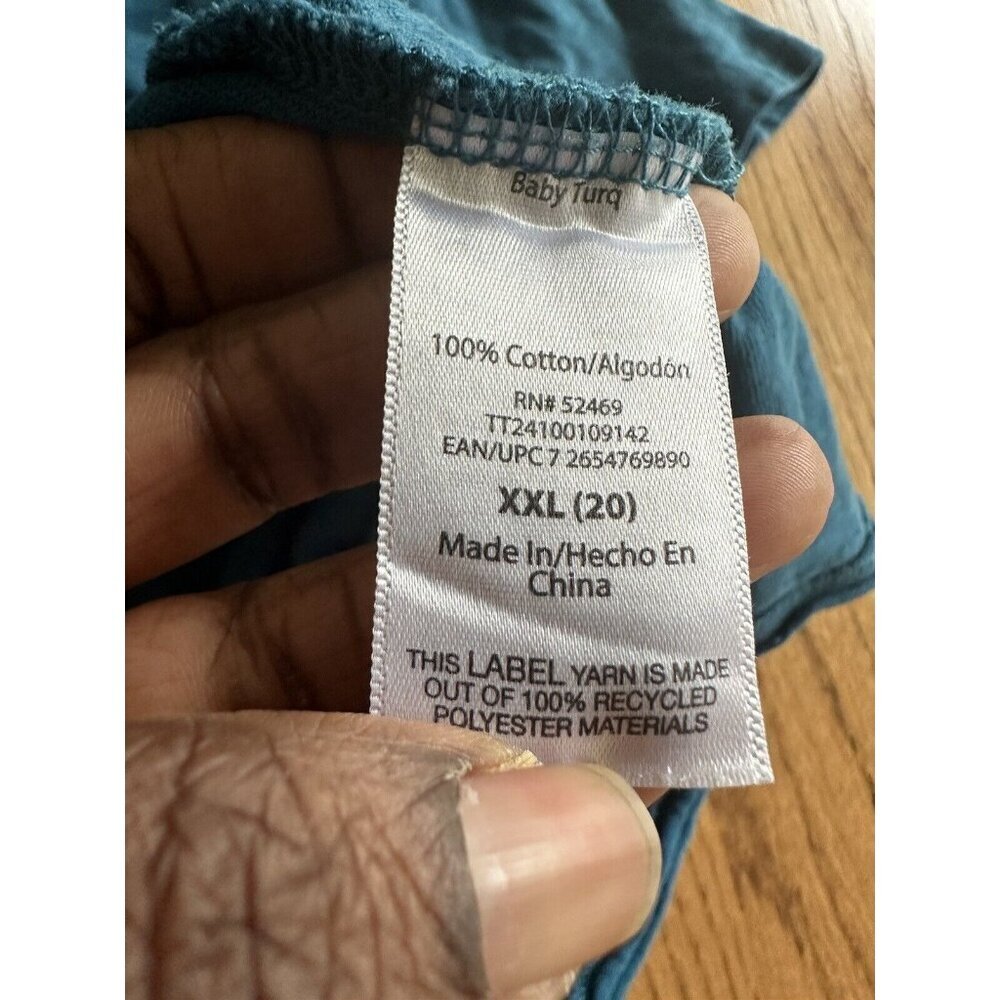 Baby Turq
100% Cotton/Algodón
RN# 52469
TT24100109142
EAN/UPC 7 2654769890
XXL (20)
Made In/Hecho En
China
THIS LABEL YARN IS MADE
OUT OF 100% RECYCLED
POLYESTER MATERIALS